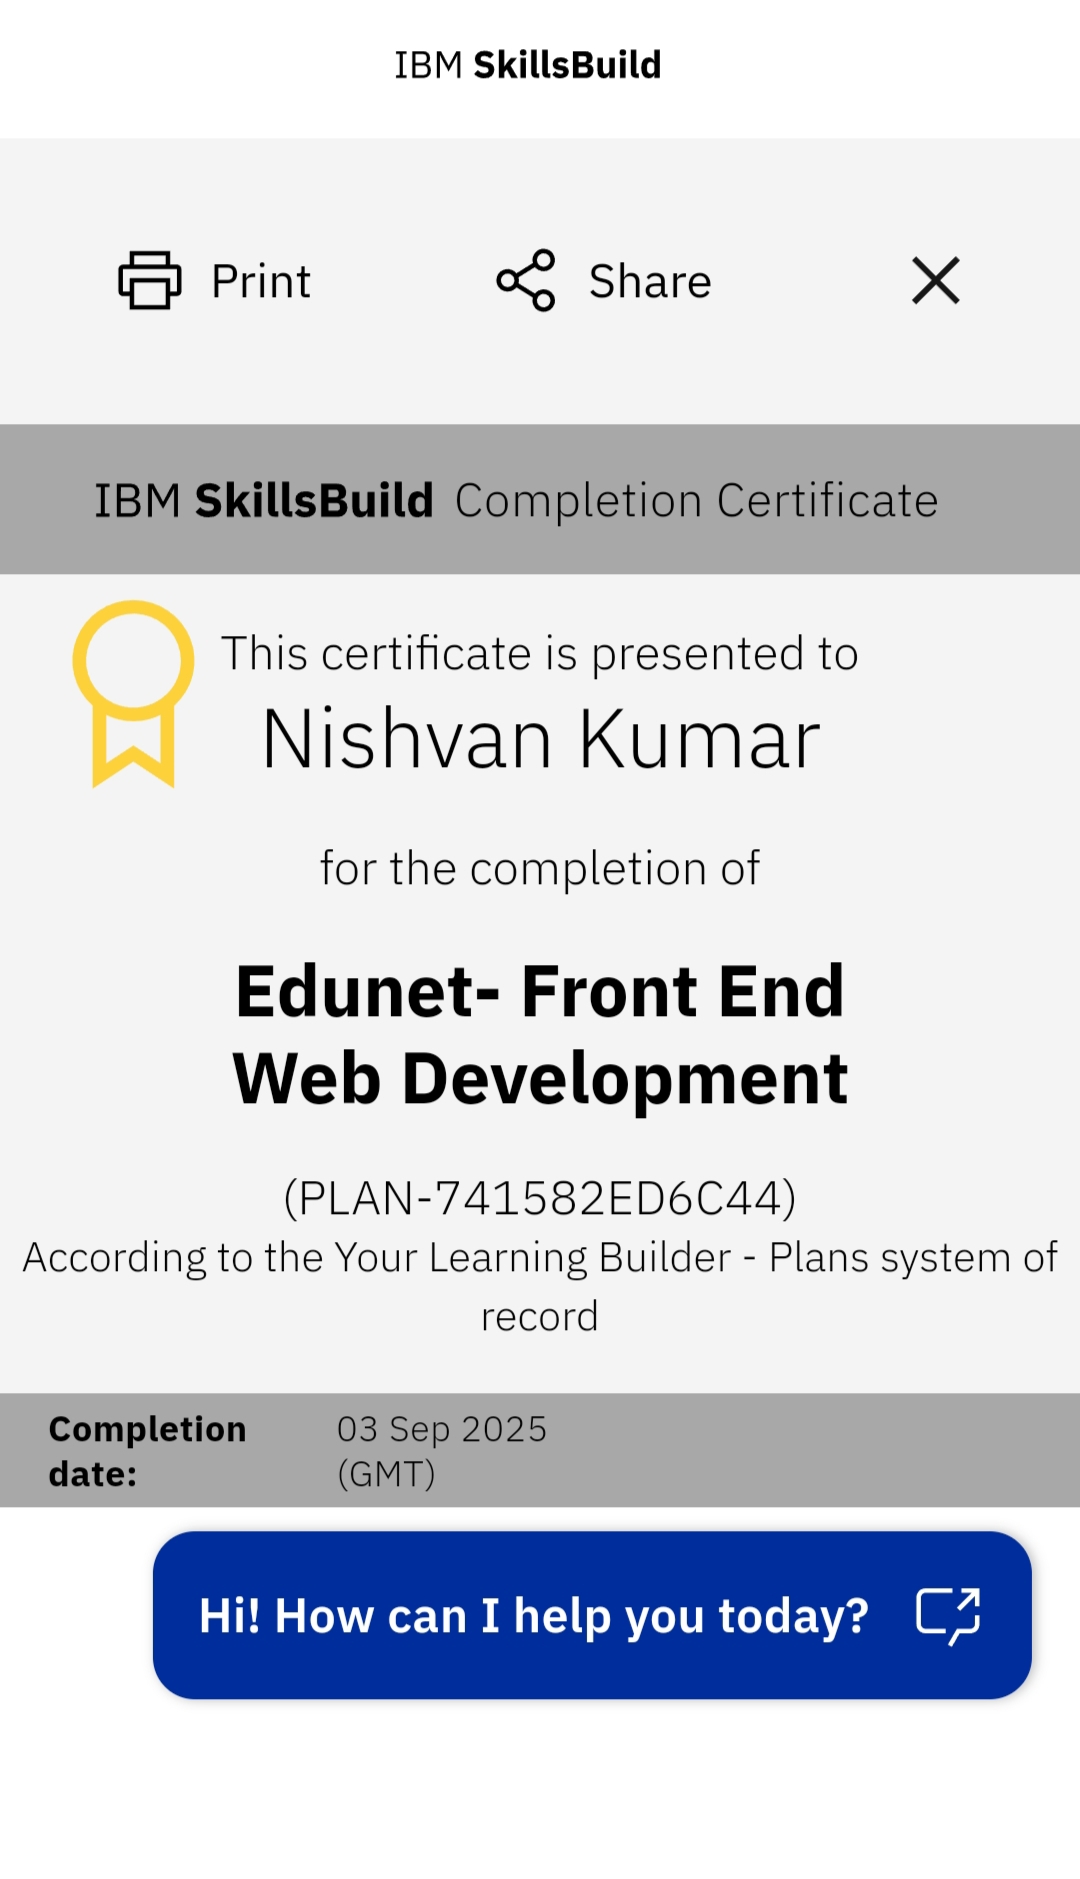 IBM SkillsBuild
Print
Share
IBM SkillsBuild Completion Certificate
This certificate is presented to
Nishvan Kumar
for the completion of
Edunet- Front End
Web Development
(PLAN-741582ED6C44)
According to the Your Learning Builder - Plans system of
record
Completion
date:
03 Sep 2025
(GMT)
Hi! How can I help you today?